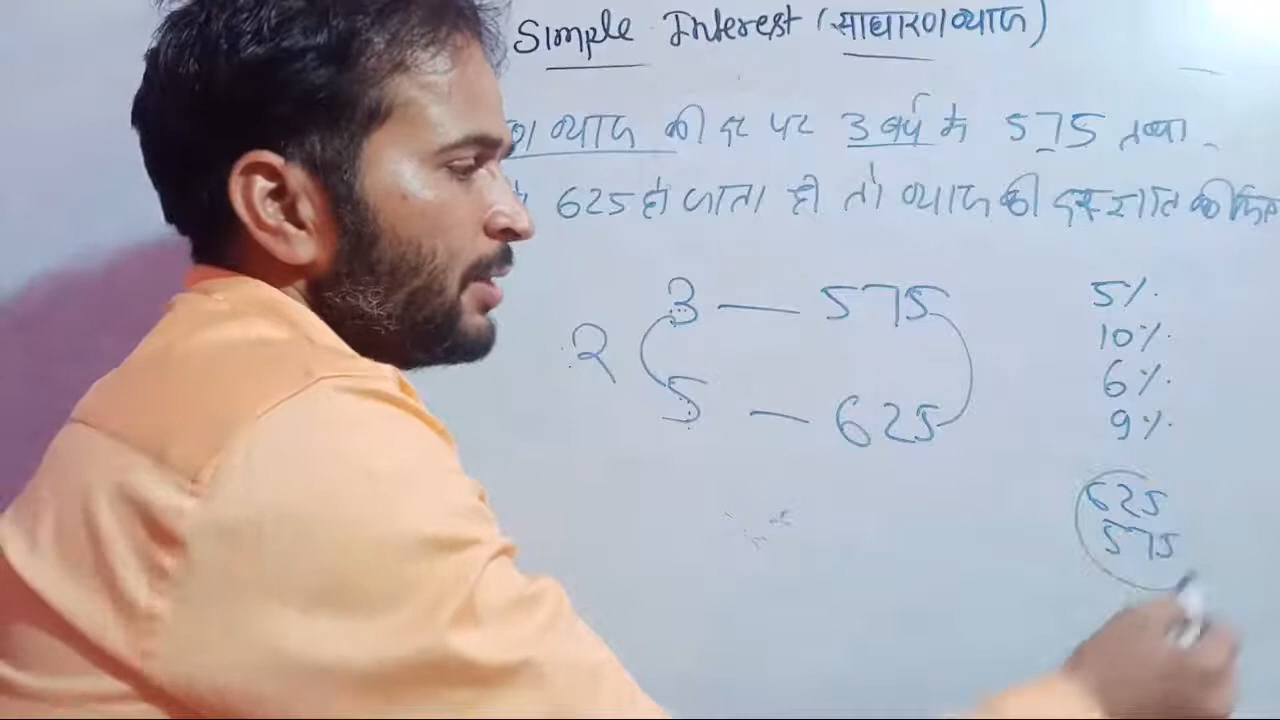 Simple Interest (साधारण व्याज)
व्याज की दर पर 3 वर्ष मे 575 तथा
625 हो जाता है तो व्याज की दर ज्ञात कीजिए
3 — 575
2
5 — 625
5%.
10%.
6%.
9%.
625
575